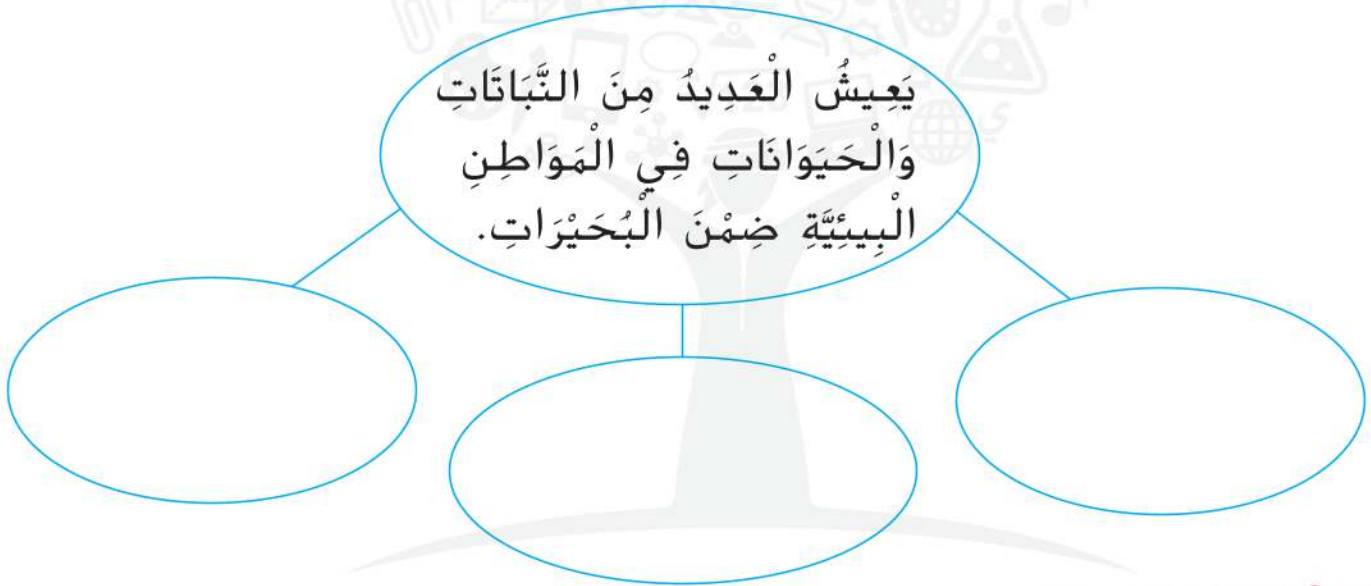 يَعِيشُ الْعَدِيدُ مِنَ النَّبَاتَاتِ
وَالْحَيَوَانَاتِ فِي الْمَوَاطِنِ
الْبِيئِيَّةِ ضِمْنَ الْبُحَيْرَاتِ.